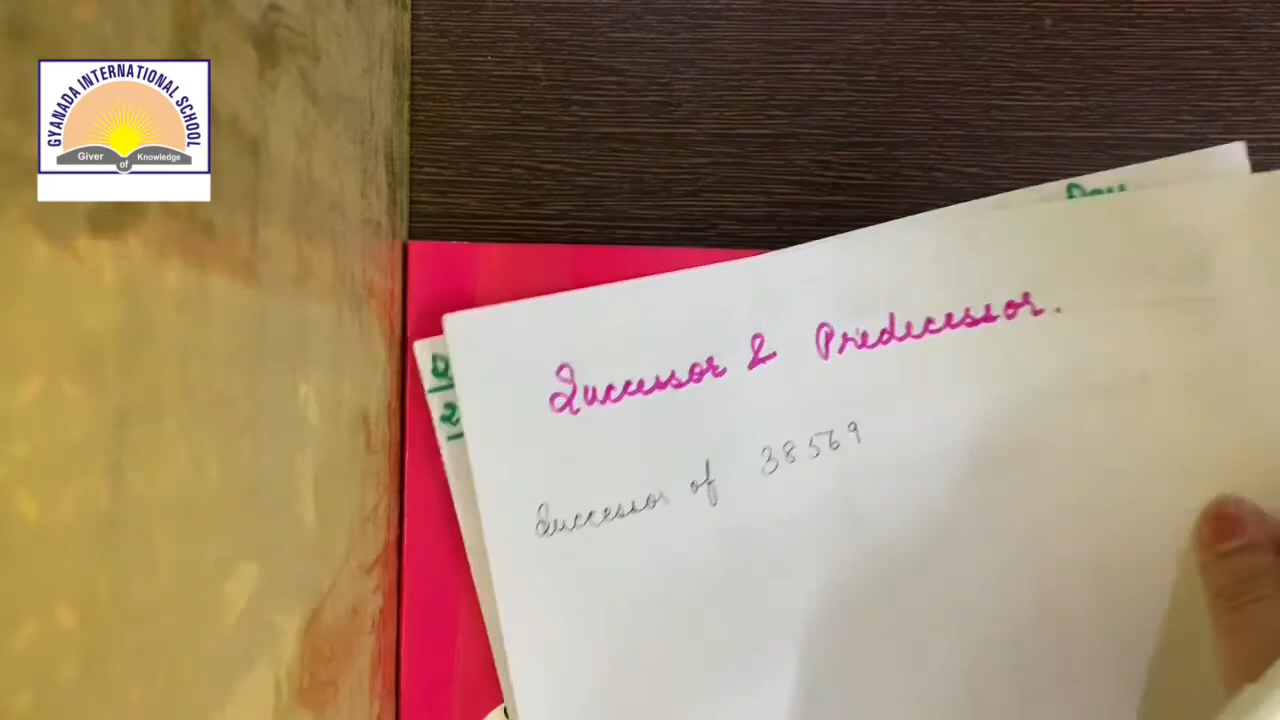 GYANADA INTERNATIONAL SCHOOL
Giver of Knowledge
Successor & Predecessor.
Successor of 38569